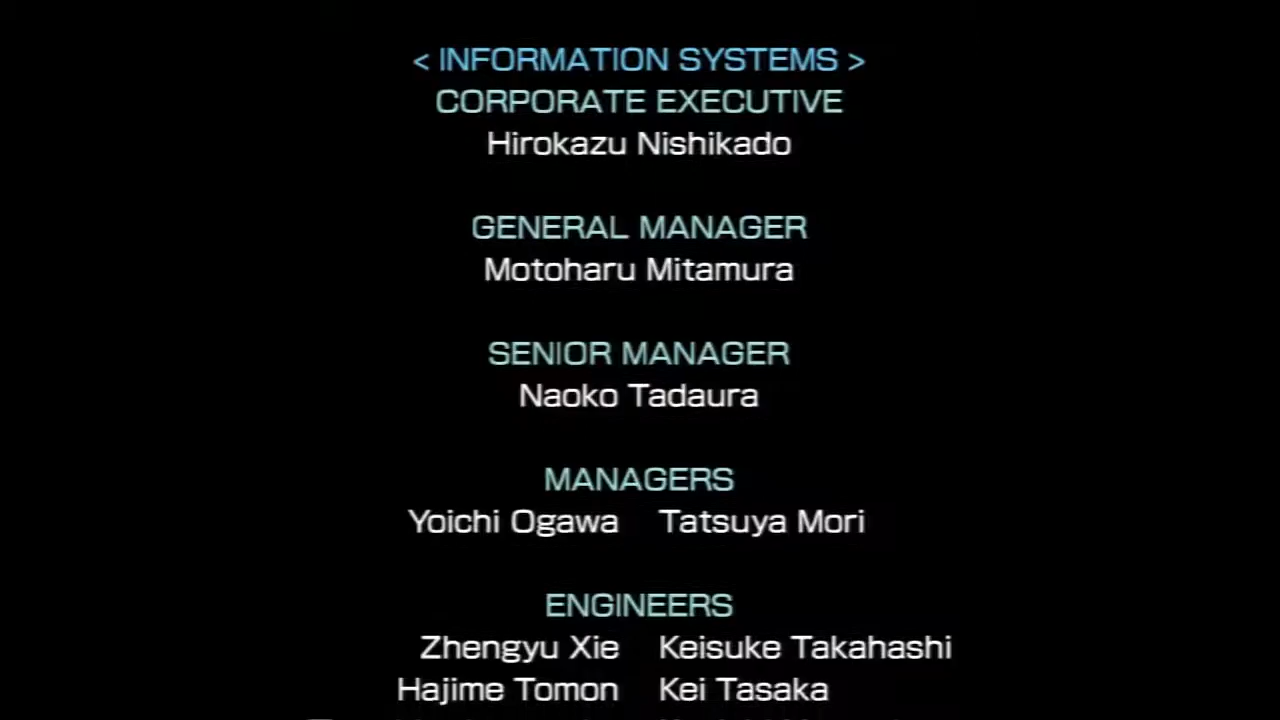 < INFORMATION SYSTEMS >
CORPORATE EXECUTIVE
Hirokazu Nishikado
GENERAL MANAGER
Motoharu Mitamura
SENIOR MANAGER
Naoko Tadaura
MANAGERS
Yoichi Ogawa Tatsuya Mori
ENGINEERS
Zhengyu Xie Keisuke Takahashi
Hajime Tomon Kei Tasaka